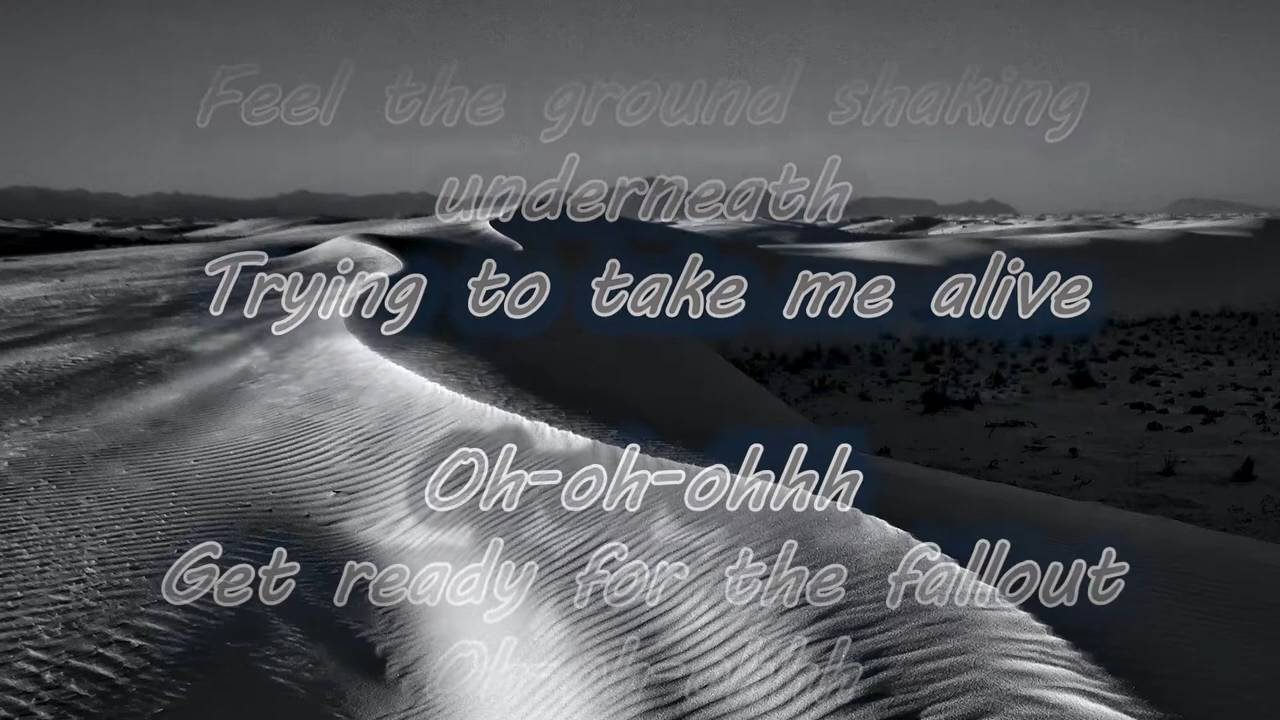 Feel the ground shaking
underneath
Trying to take me alive
Oh-oh-ohhh
Get ready for the fallout
Oh-oh-ohhh